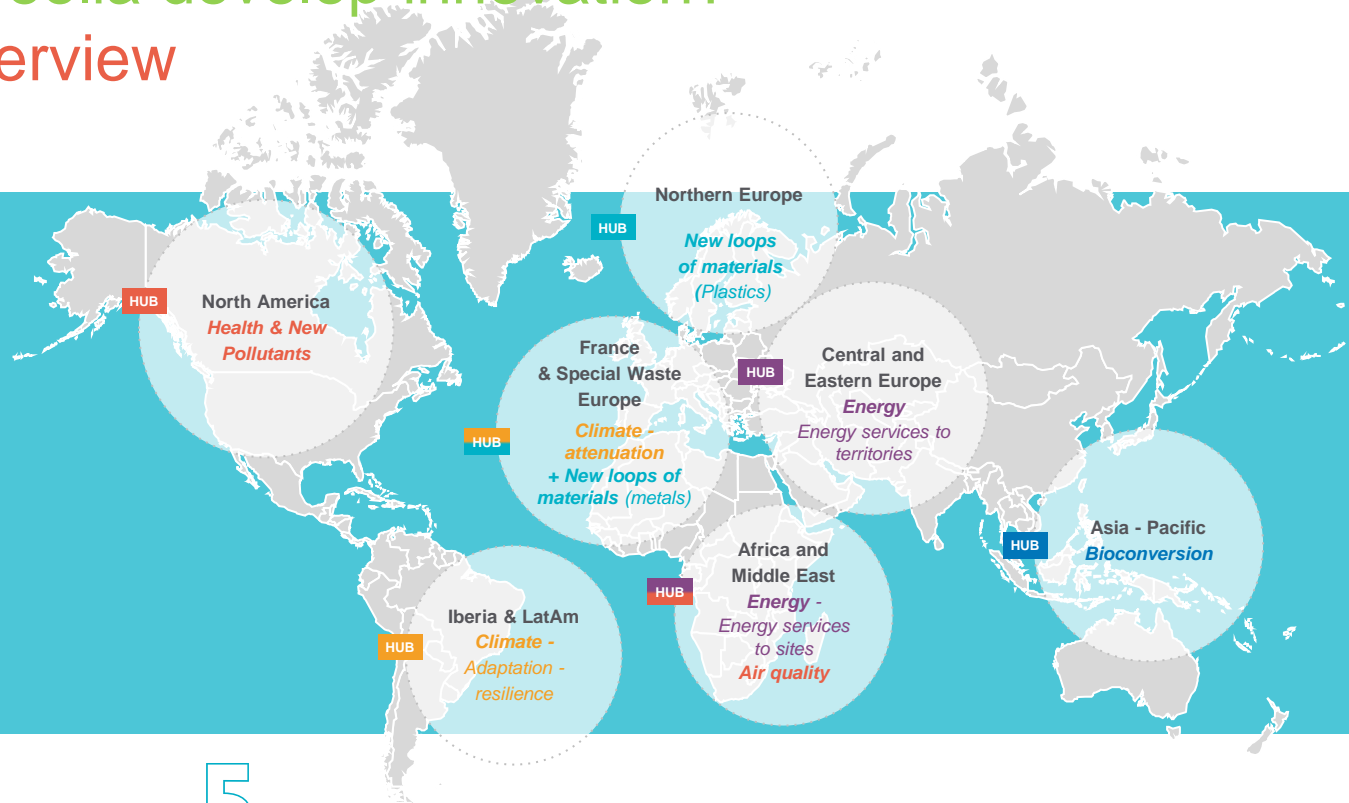 erview
Northern Europe
HUB
New loops
of materials
(Plastics)
HUB
North America
Health & New
Pollutants
France
& Special Waste
Europe
HUB
Climate -
attenuation
+ New loops of
materials (metals)
HUB
Central and
Eastern Europe
Energy
Energy services to
territories
Asia - Pacific
HUB
Bioconversion
Africa and
Middle East
HUB
Energy -
Energy services
to sites
Air quality
Iberia & LatAm
HUB
Climate -
Adaptation -
resilience
5